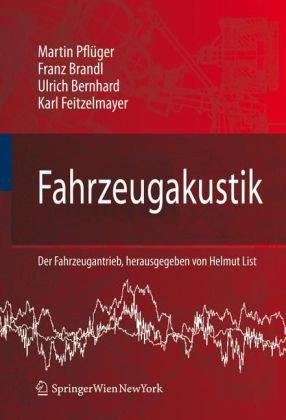 Martin Pflüger
Franz Brandl
Ulrich Bernhard
Karl Feitzelmayer
Fahrzeugakustik
Der Fahrzeugantrieb, herausgegeben von Helmut List
SpringerWienNewYork